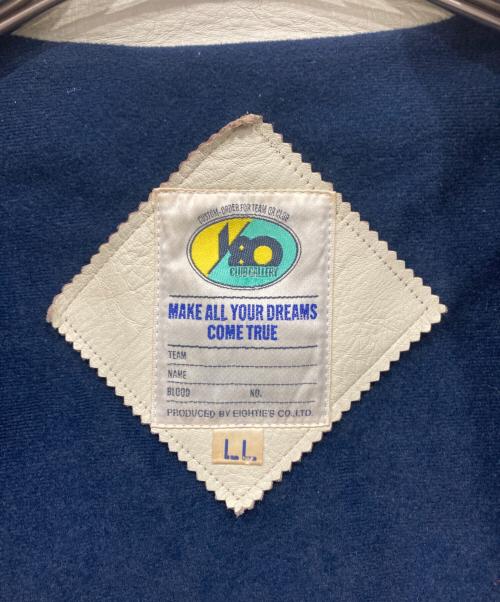 CUSTOM-ORDER FOR TEAM OR CLUB
CLUB GALLERY
MAKE ALL YOUR DREAMS
COME TRUE
TEAM
NAME
BLOOD NO.
PRODUCED BY EIGHTIE'S CO., LTD.
LL